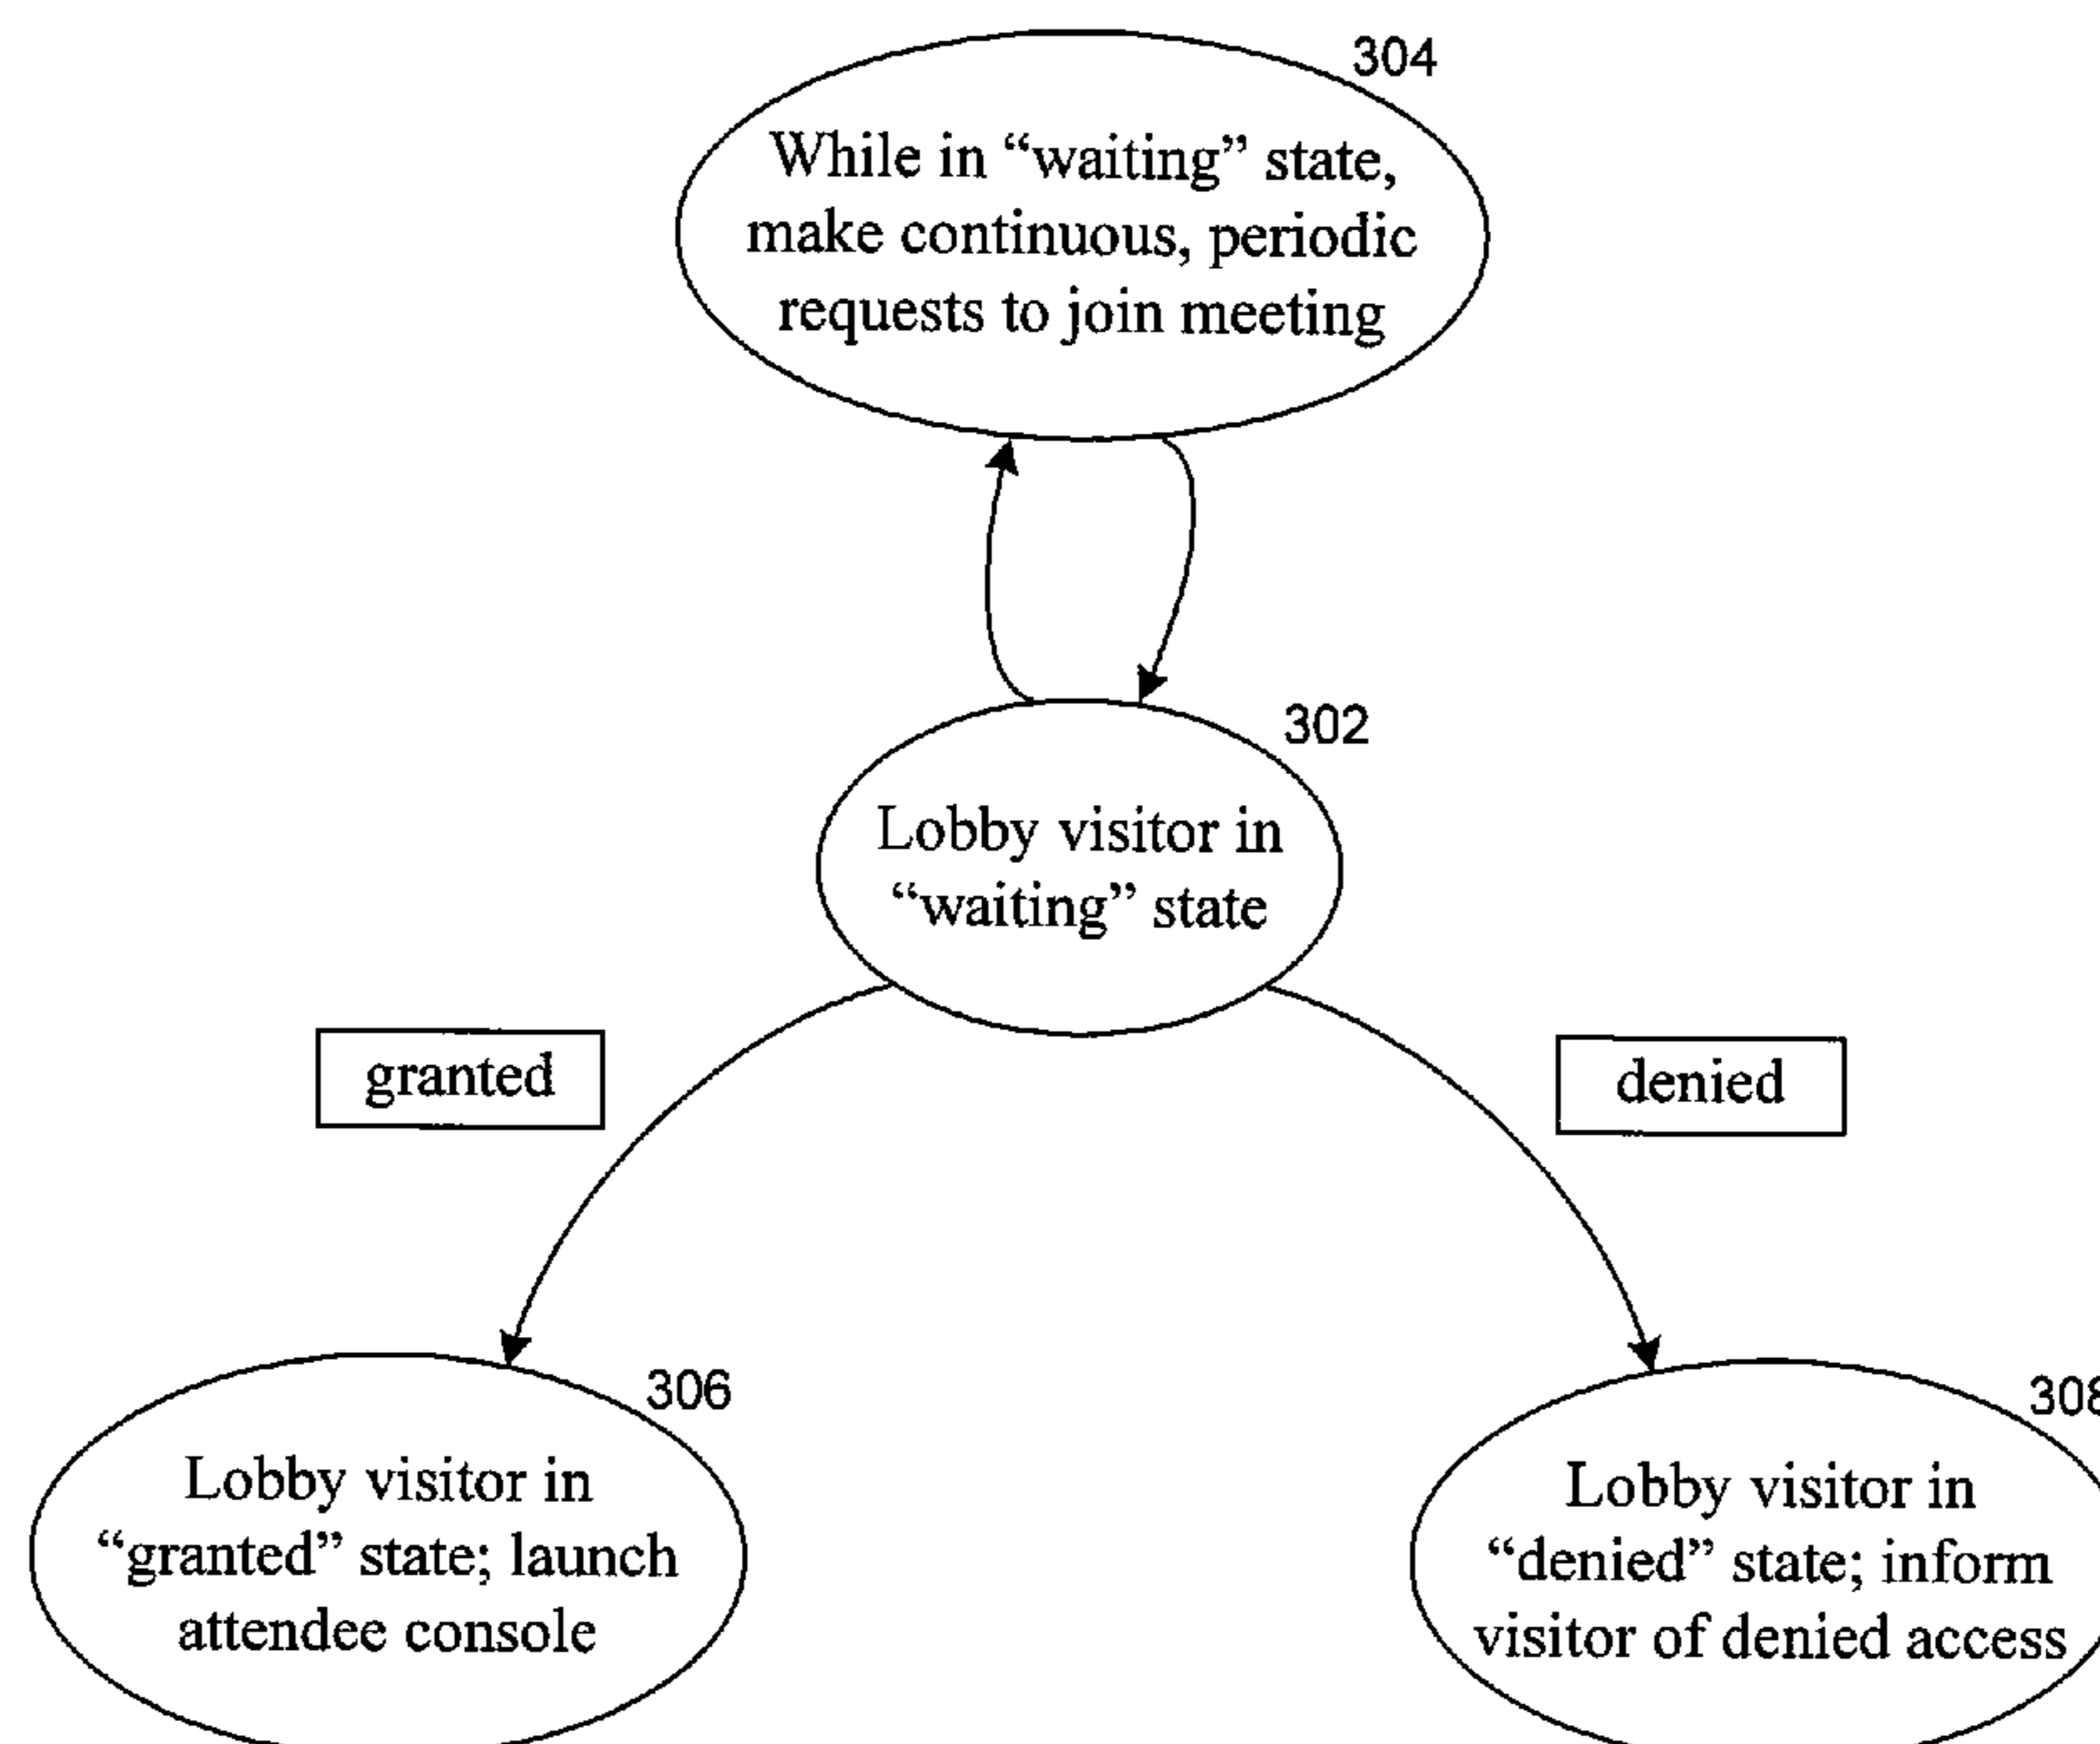 304
While in “waiting” state,
make continuous, periodic
requests to join meeting
302
Lobby visitor in
“waiting” state
granted
denied
306
Lobby visitor in
“granted” state; launch
attendee console
308
Lobby visitor in
“denied” state; inform
visitor of denied access